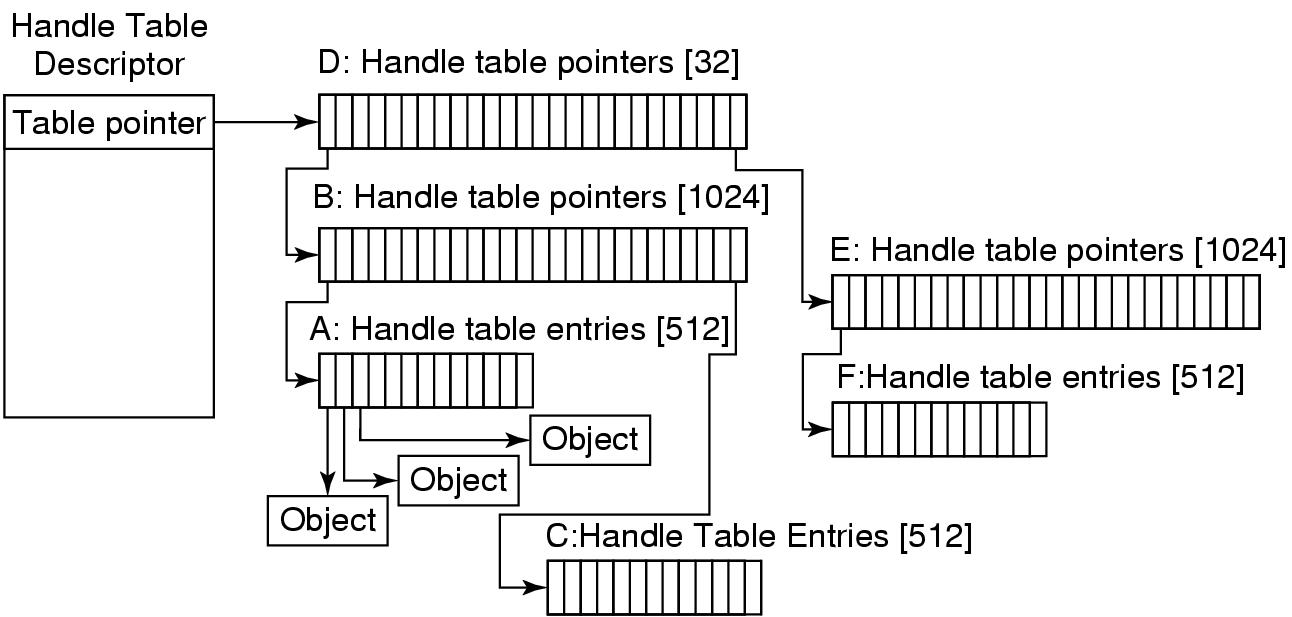 Handle Table
Descriptor
Table pointer
D: Handle table pointers [32]
B: Handle table pointers [1024]
E: Handle table pointers [1024]
A: Handle table entries [512]
F:Handle table entries [512]
Object
Object
Object
C:Handle Table Entries [512]